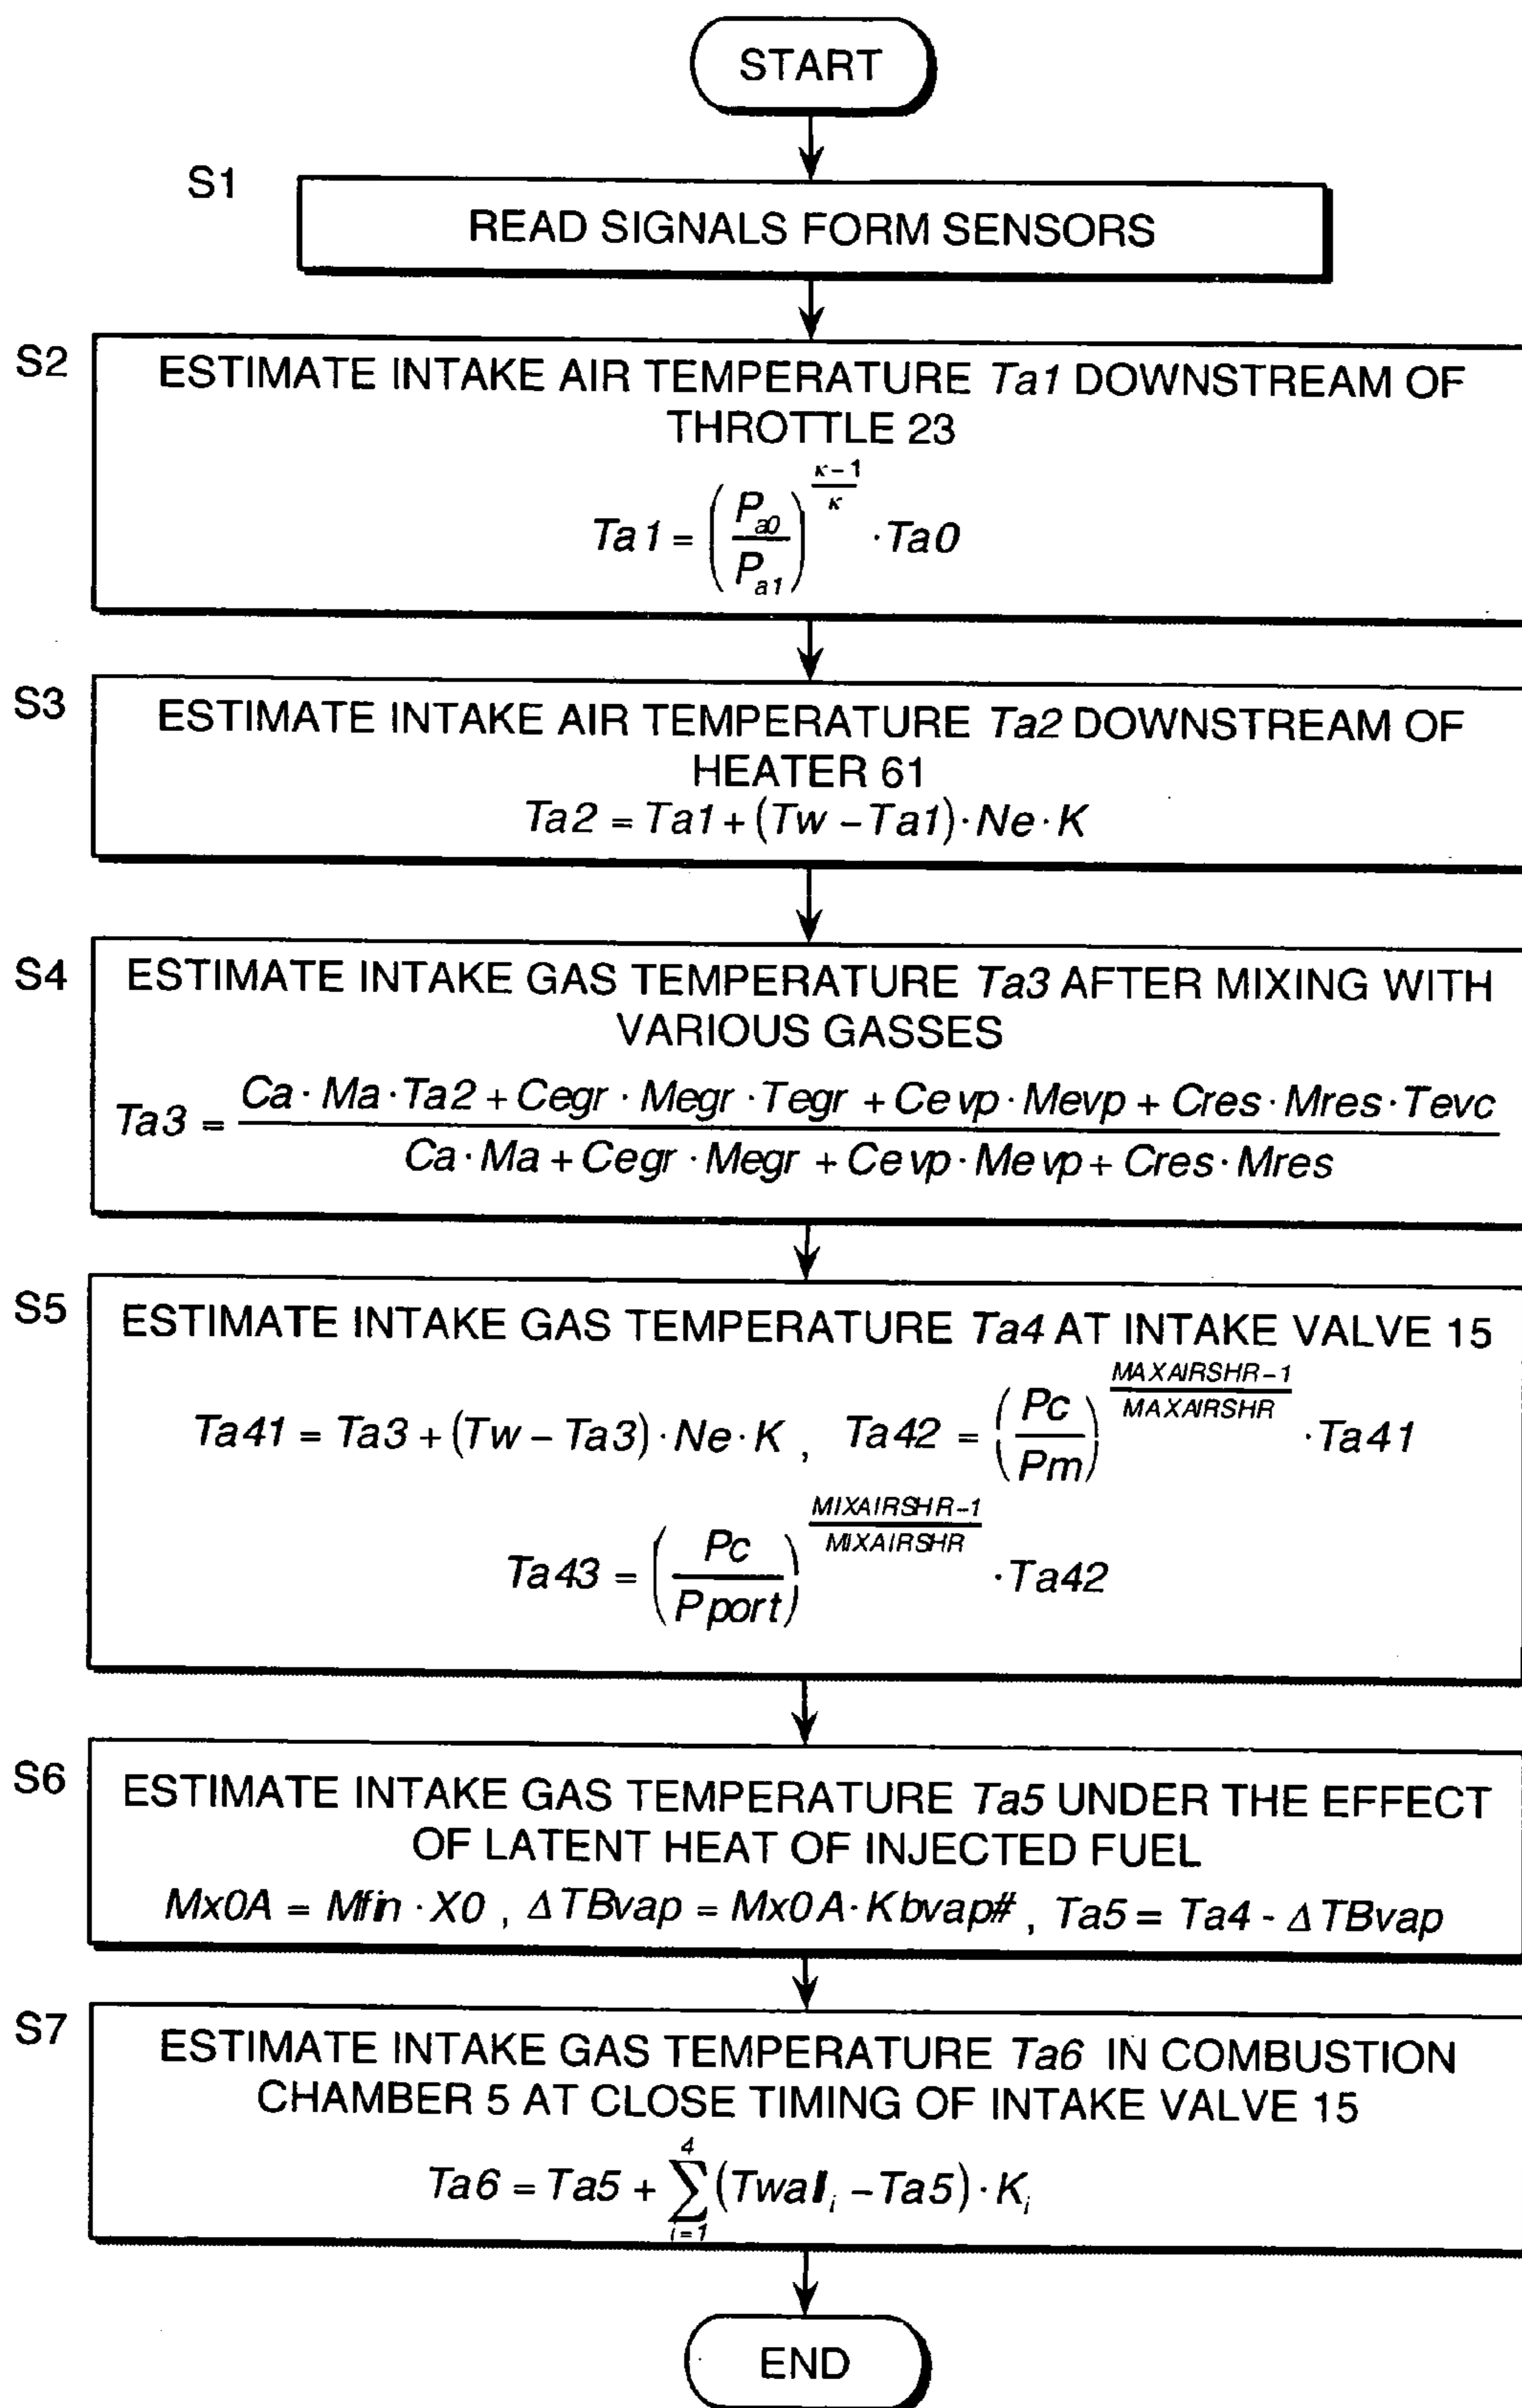 START
S1
READ SIGNALS FORM SENSORS
S2
ESTIMATE INTAKE AIR TEMPERATURE Ta1 DOWNSTREAM OF
THROTTLE 23
Ta1 = (P_a0 / P_a1)^((κ-1)/κ) · Ta0
S3
ESTIMATE INTAKE AIR TEMPERATURE Ta2 DOWNSTREAM OF
HEATER 61
Ta2 = Ta1 + (Tw - Ta1) · Ne · K
S4
ESTIMATE INTAKE GAS TEMPERATURE Ta3 AFTER MIXING WITH
VARIOUS GASSES
Ta3 = (Ca · Ma · Ta2 + Cegr · Megr · Tegr + Cevp · Mevp + Cres · Mres · Tevc) / (Ca · Ma + Cegr · Megr + Cevp · Mevp + Cres · Mres)
S5
ESTIMATE INTAKE GAS TEMPERATURE Ta4 AT INTAKE VALVE 15
Ta41 = Ta3 + (Tw - Ta3) · Ne · K , Ta42 = (Pc / Pm)^((MAXAIRSHR-1)/MAXAIRSHR) · Ta41
Ta43 = (Pc / Pport)^((MIXAIRSHR-1)/MIXAIRSHR) · Ta42
S6
ESTIMATE INTAKE GAS TEMPERATURE Ta5 UNDER THE EFFECT
OF LATENT HEAT OF INJECTED FUEL
Mx0A = Mfin · X0 , ΔTBvap = Mx0A · Kbvap# , Ta5 = Ta4 - ΔTBvap
S7
ESTIMATE INTAKE GAS TEMPERATURE Ta6 IN COMBUSTION
CHAMBER 5 AT CLOSE TIMING OF INTAKE VALVE 15
Ta6 = Ta5 + Σ_{i=1}^{4} (Twall_i - Ta5) · K_i
END